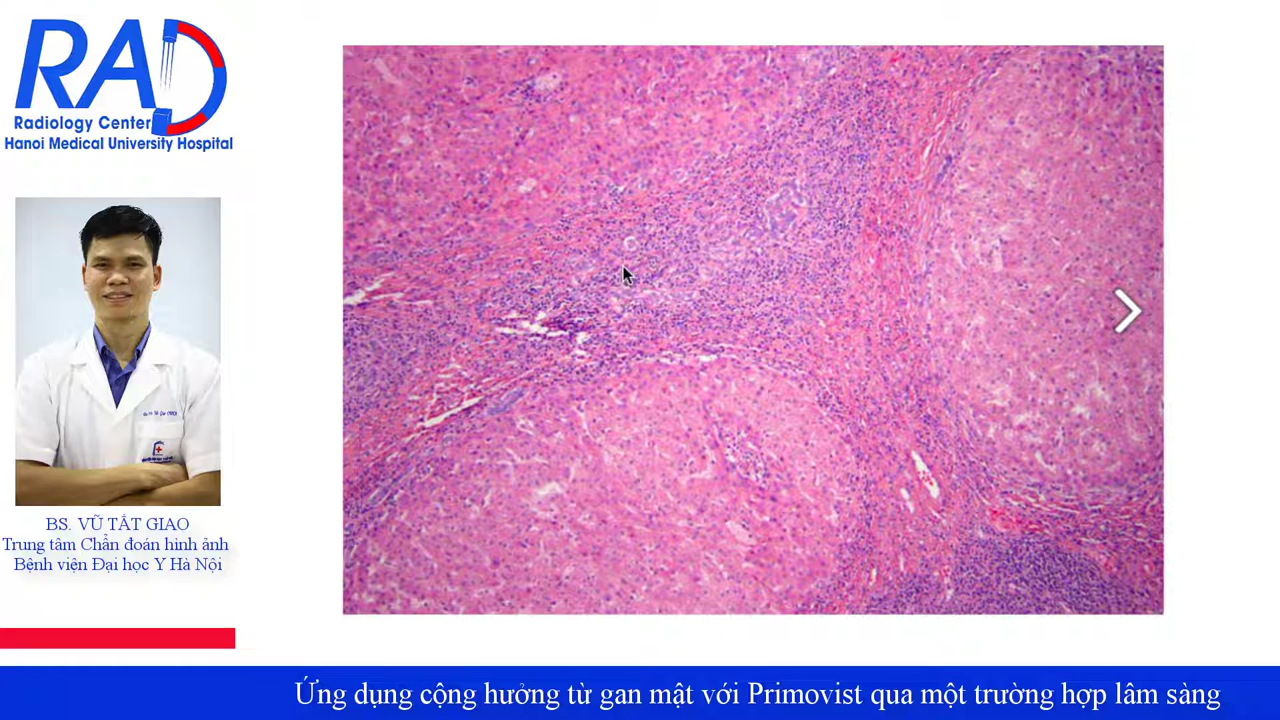 RAD
Radiology Center
Hanoi Medical University Hospital
BS. VŨ TẤT GIAO
Trung tâm Chẩn đoán hình ảnh
Bệnh viện Đại học Y Hà Nội
Ứng dụng cộng hưởng từ gan mật với Primovist qua một trường hợp lâm sàng